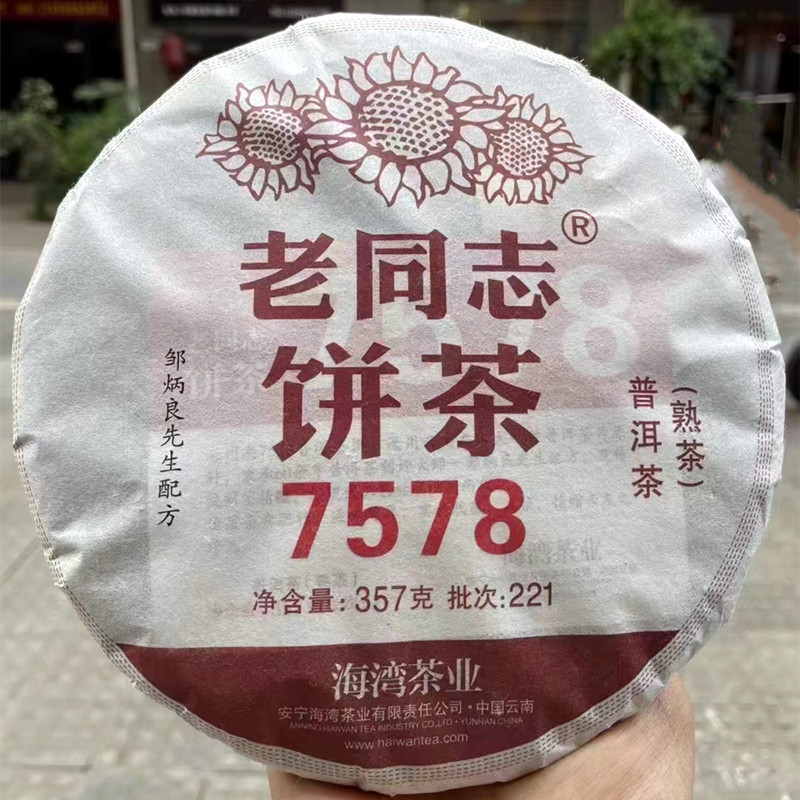 老同志®
饼茶
7578
邹炳良先生配方
普洱茶
(熟茶)
净含量:357克 批次:221
海湾茶业
安宁海湾茶业有限责任公司·中国云南
ANNING HAIWAN TEA INDUSTRY CO.,LTD·YUNNAN CHINA
www.haiwantea.com